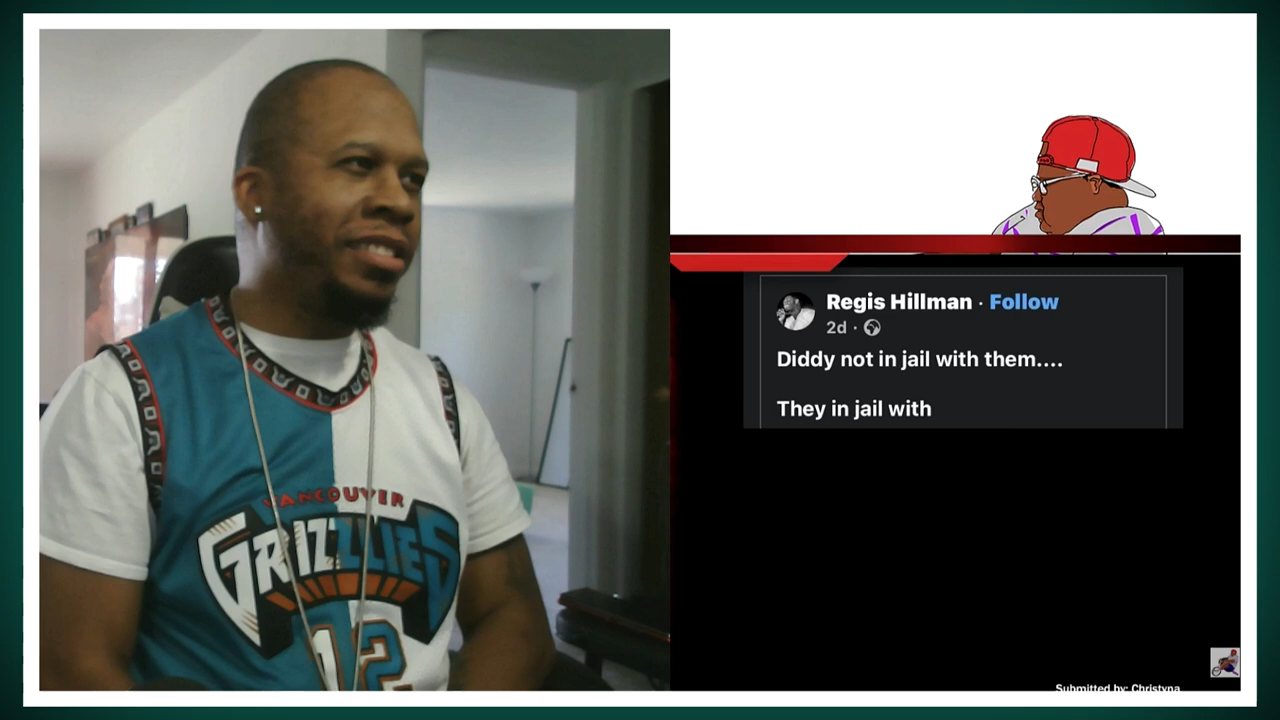 VANCOUVER
GRIZZLIES
12
Regis Hillman · Follow
2d ·
Diddy not in jail with them....
They in jail with
Submitted by: Christyna